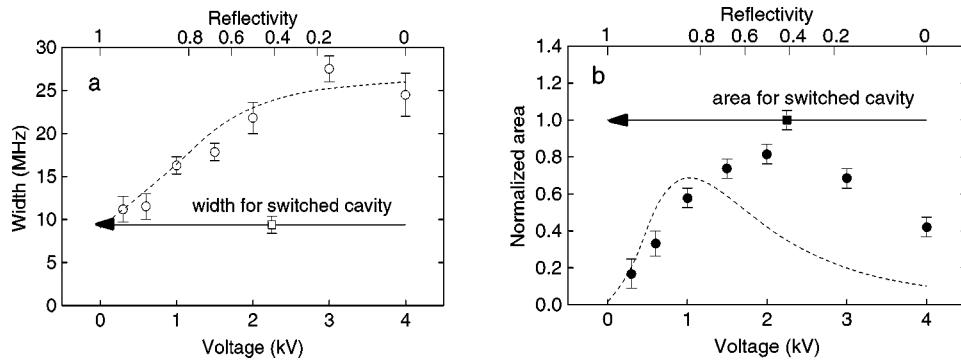 Reflectivity
1 0.8 0.6 0.4 0.2 0
30
25
20
15
10
5
0
Width (MHz)
a
width for switched cavity
0 1 2 3 4
Voltage (kV)
Reflectivity
1 0.8 0.6 0.4 0.2 0
1.4
1.2
1.0
0.8
0.6
0.4
0.2
0.0
Normalized area
b
area for switched cavity
0 1 2 3 4
Voltage (kV)